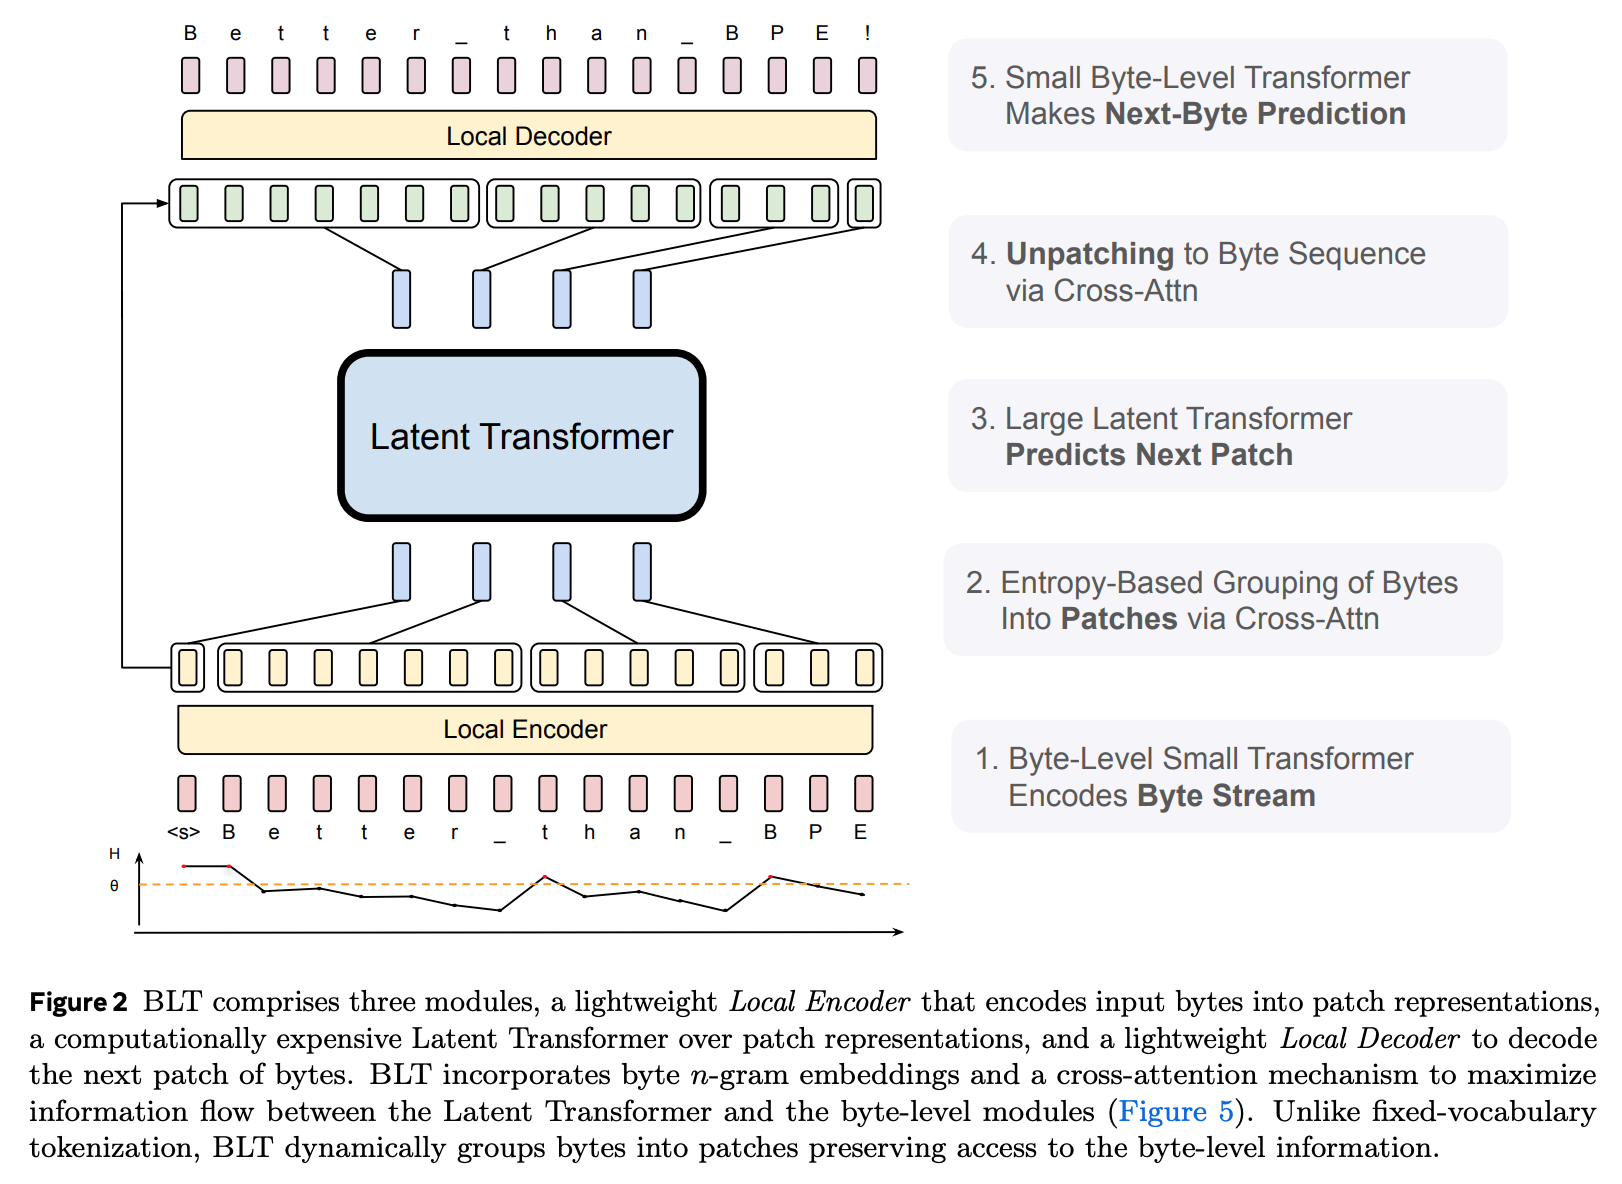 B e t t e r _ t h a n _ B P E !
Local Decoder
5. Small Byte-Level Transformer
Makes Next-Byte Prediction
4. Unpatching to Byte Sequence
via Cross-Attn
Latent Transformer
3. Large Latent Transformer
Predicts Next Patch
2. Entropy-Based Grouping of Bytes
Into Patches via Cross-Attn
Local Encoder
1. Byte-Level Small Transformer
Encodes Byte Stream
<s> B e t t e r _ t h a n _ B P E
H
θ
Figure 2 BLT comprises three modules, a lightweight Local Encoder that encodes input bytes into patch representations,
a computationally expensive Latent Transformer over patch representations, and a lightweight Local Decoder to decode
the next patch of bytes. BLT incorporates byte n-gram embeddings and a cross-attention mechanism to maximize
information flow between the Latent Transformer and the byte-level modules (Figure 5). Unlike fixed-vocabulary
tokenization, BLT dynamically groups bytes into patches preserving access to the byte-level information.